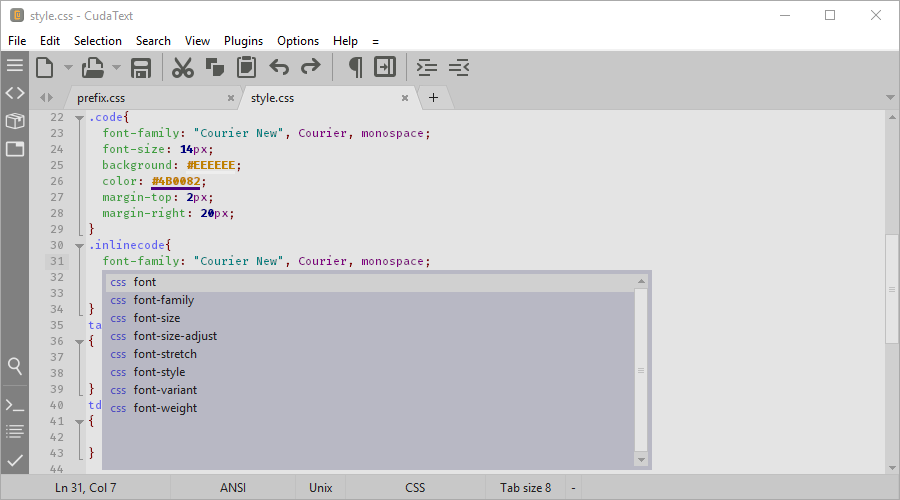 style.css - CudaText
File Edit Selection Search View Plugins Options Help =
prefix.css × style.css × +
22 .code{
23 font-family: "Courier New", Courier, monospace;
24 font-size: 14px;
25 background: #EEEEEE;
26 color: #4B0082;
27 margin-top: 2px;
28 margin-right: 20px;
29 }
30 .inlinecode{
31 font-family: "Courier New", Courier, monospace;
32 css font
33 css font-family
css font-size
34 }
35 ta css font-size-adjust
36 { css font-stretch
37 css font-style
38 css font-variant
39 }
40 td css font-weight
41 {
42
43 }
44
Ln 31, Col 7 ANSI Unix CSS Tab size 8 -